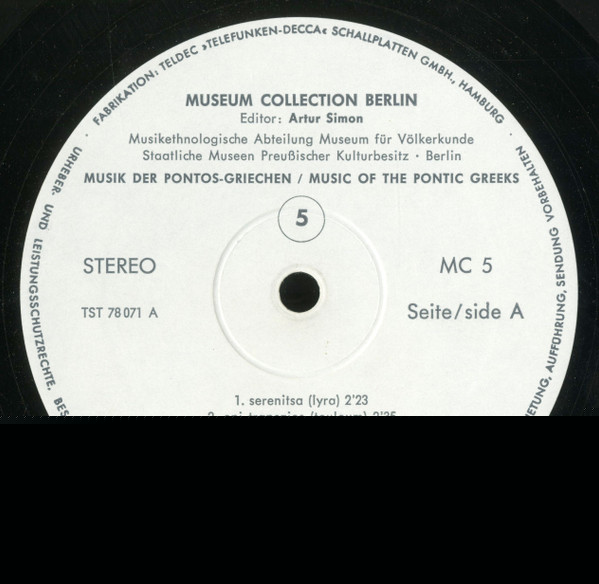 · FABRIKATION: TELDEC »TELEFUNKEN-DECCA« SCHALLPLATTEN GMBH., HAMBURG ·
URHEBER- UND LEISTUNGSSCHUTZRECHTE,
AUFFÜHRUNG, SENDUNG VORBEHALTEN
MUSEUM COLLECTION BERLIN
Editor: Artur Simon
Musikethnologische Abteilung Museum für Völkerkunde
Staatliche Museen Preußischer Kulturbesitz · Berlin
MUSIK DER PONTOS-GRIECHEN / MUSIC OF THE PONTIC GREEKS
5
STEREO
MC 5
TST 78071 A
Seite/side A
1. serenitsa (lyra) 2'23